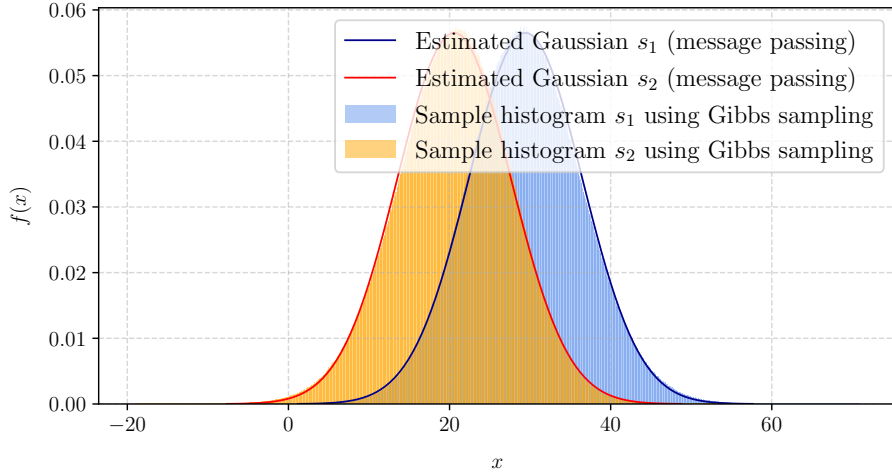 0.06
0.05
0.04
0.03
0.02
0.01
0.00
f(x)
Estimated Gaussian s₁ (message passing)
Estimated Gaussian s₂ (message passing)
Sample histogram s₁ using Gibbs sampling
Sample histogram s₂ using Gibbs sampling
−20 0 20 40 60
x